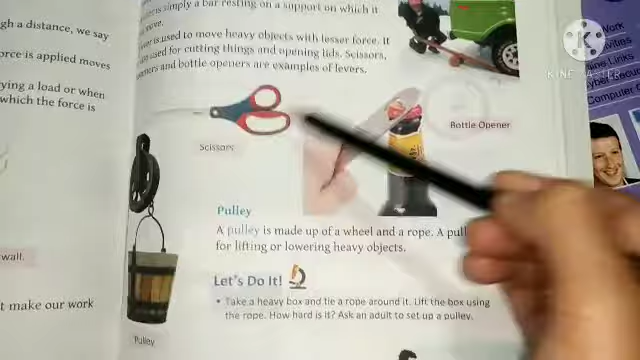 gh a distance, we say
orce is applied moves
ying a load or when
which the force is
wall.
t make our work
is simply a bar resting on a support on which it
move.
is used to move heavy objects with lesser force. It
used for cutting things and opening lids. Scissors,
and bottle openers are examples of levers.
Scissors
Bottle Opener
Pulley
A pulley is made up of a wheel and a rope. A pull
for lifting or lowering heavy objects.
Let's Do It!
• Take a heavy box and tie a rope around it. Lift the box using
the rope. How hard is it? Ask an adult to set up a pulley.
Pulley
KINEMASTER
Work
Computer